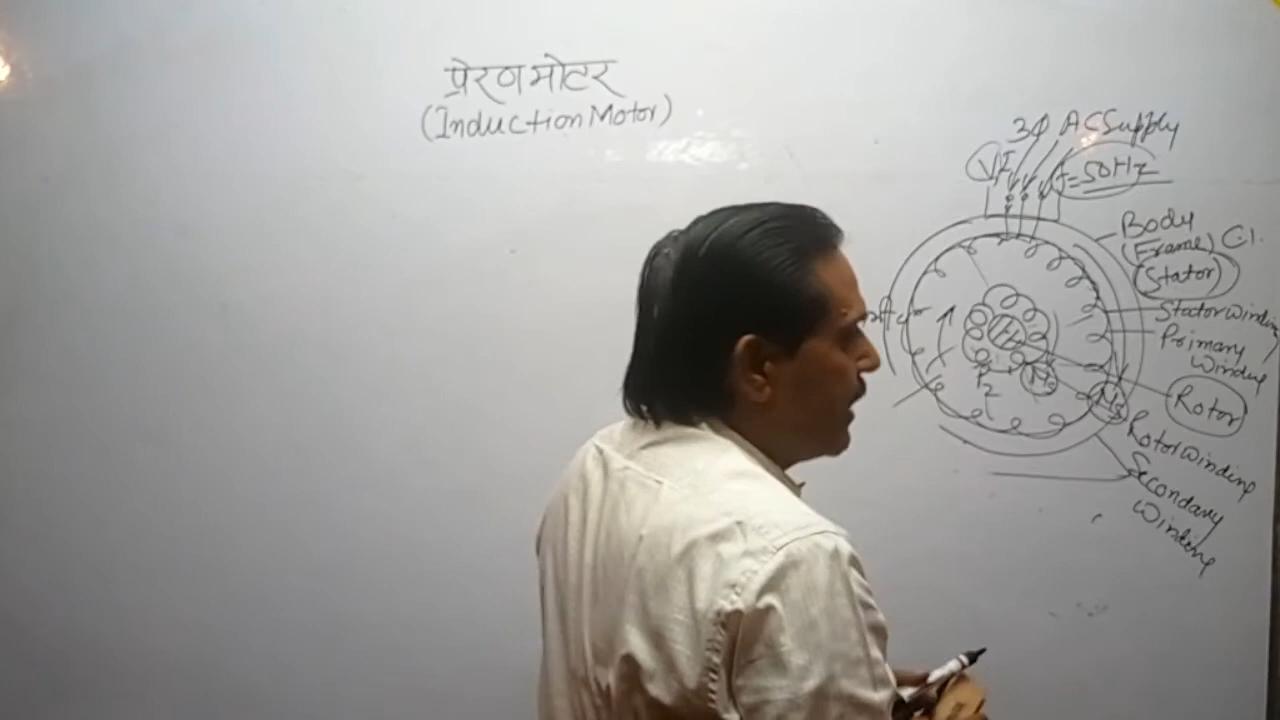 प्रेरण मोटर
(Induction Motor)
3Φ AC Supply
f=50Hz
Body
(Frame) C.I.
(Stator)
Stator Winding
Primary
Winding
Rotor
Rotor Winding
Secondary
Winding